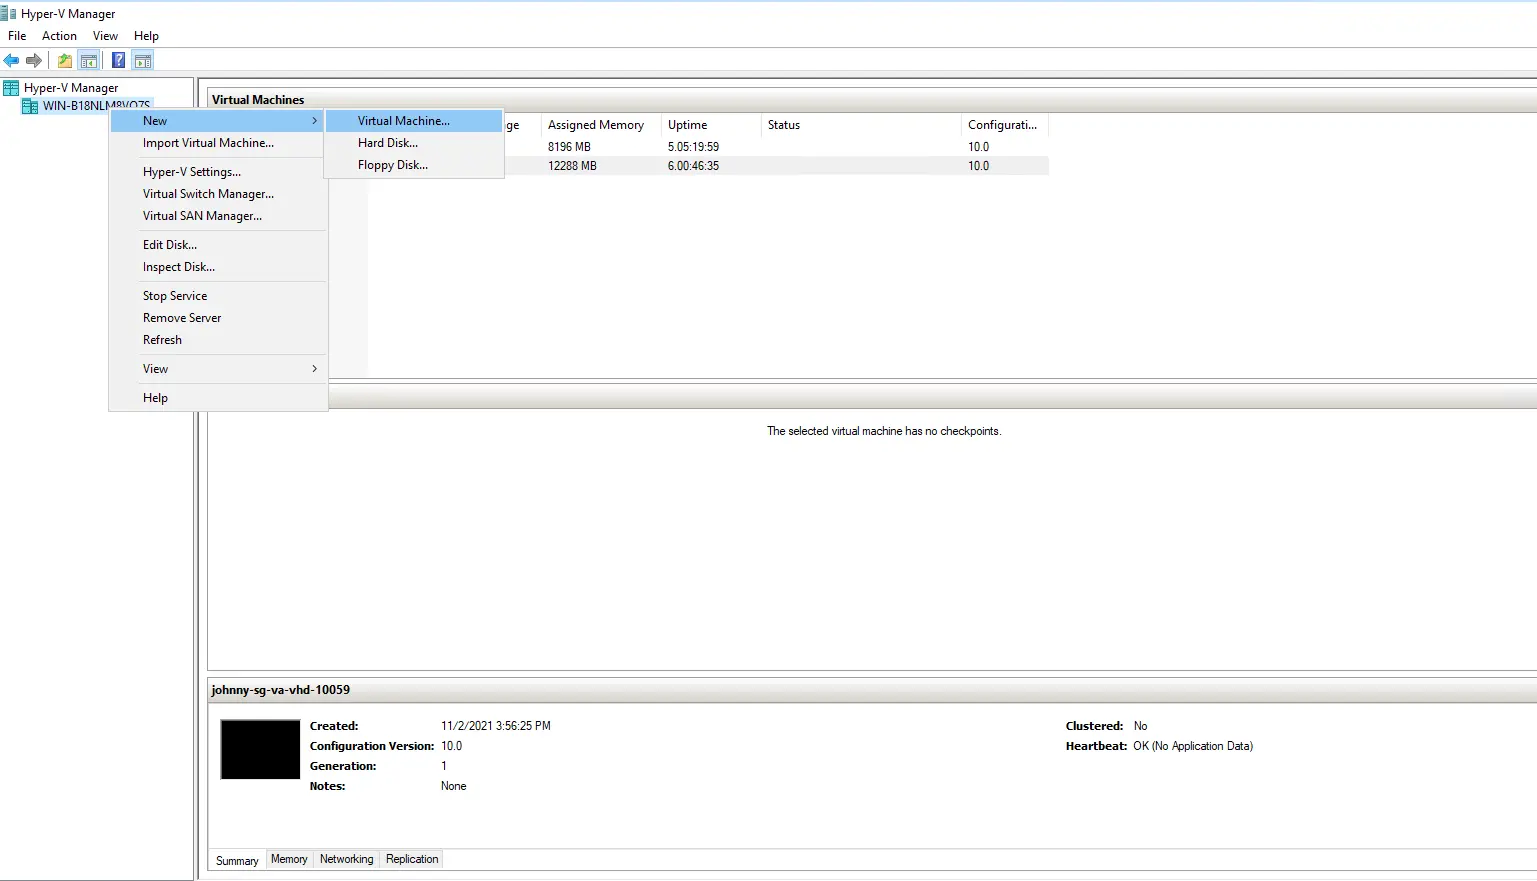 Hyper-V Manager
File Action View Help
Hyper-V Manager
WIN-B18NLM8VO7S
New
Import Virtual Machine...
Hyper-V Settings...
Virtual Switch Manager...
Virtual SAN Manager...
Edit Disk...
Inspect Disk...
Stop Service
Remove Server
Refresh
View
Help
Virtual Machine...
Hard Disk...
Floppy Disk...
Virtual Machines
Assigned Memory Uptime Status Configurati...
8196 MB 5.05:19:59 10.0
12288 MB 6.00:46:35 10.0
The selected virtual machine has no checkpoints.
johnny-sg-va-vhd-10059
Created: 11/2/2021 3:56:25 PM Clustered: No
Configuration Version: 10.0 Heartbeat: OK (No Application Data)
Generation: 1
Notes: None
Summary Memory Networking Replication